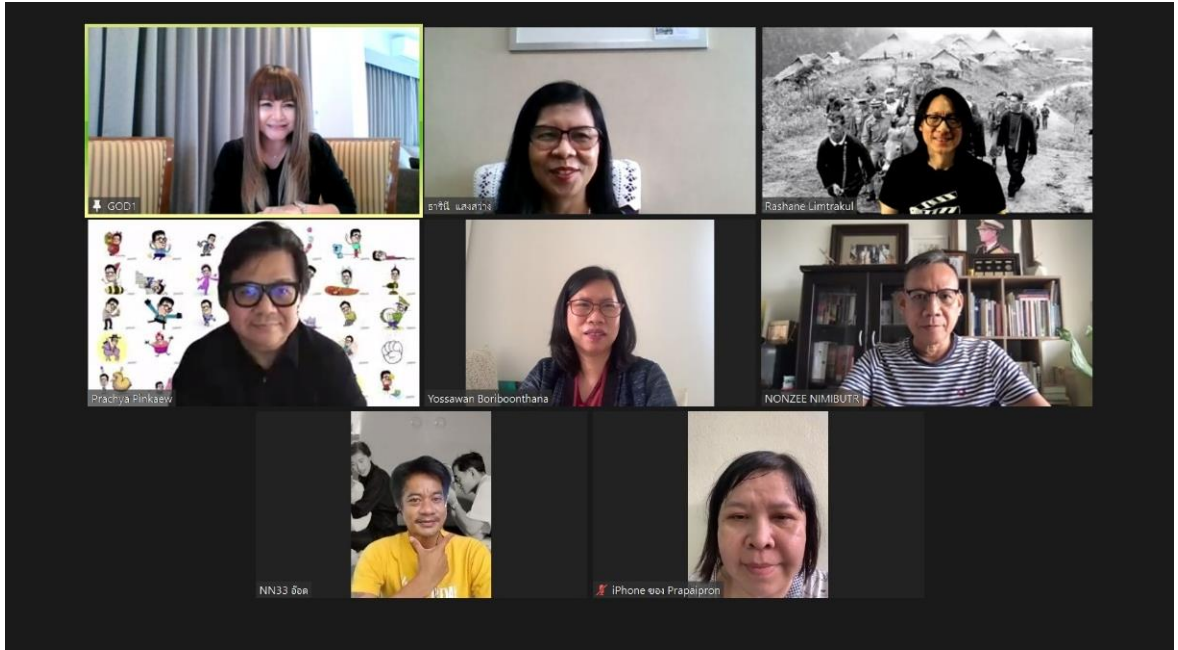 GOD1
ธารินี แสงสว่าง
Rashane Limtrakul
Prachya Pinkaew
Yossawan Boriboonthana
NONZEE NIMIBUTR
NN33 อ๊อด
iPhone ของ Prapaipron